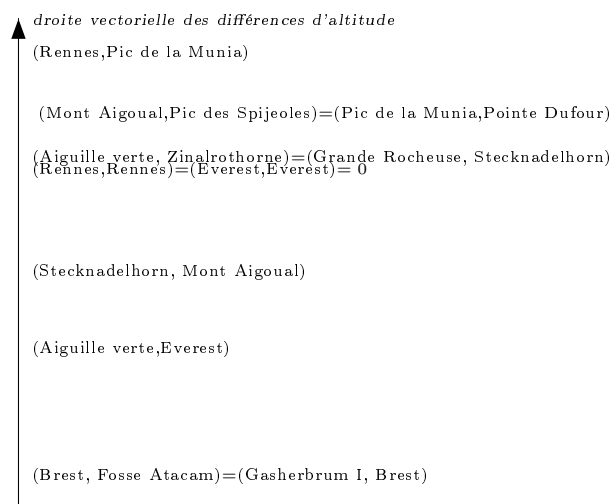 droite vectorielle des différences d'altitude
(Rennes,Pic de la Munia)
(Mont Aigoual,Pic des Spijeoles)=(Pic de la Munia,Pointe Dufour)
(Aiguille verte, Zinalrothorne)=(Grande Rocheuse, Stecknadelhorn)
(Rennes,Rennes)=(Everest,Everest)= 0
(Stecknadelhorn, Mont Aigoual)
(Aiguille verte,Everest)
(Brest, Fosse Atacam)=(Gasherbrum I, Brest)